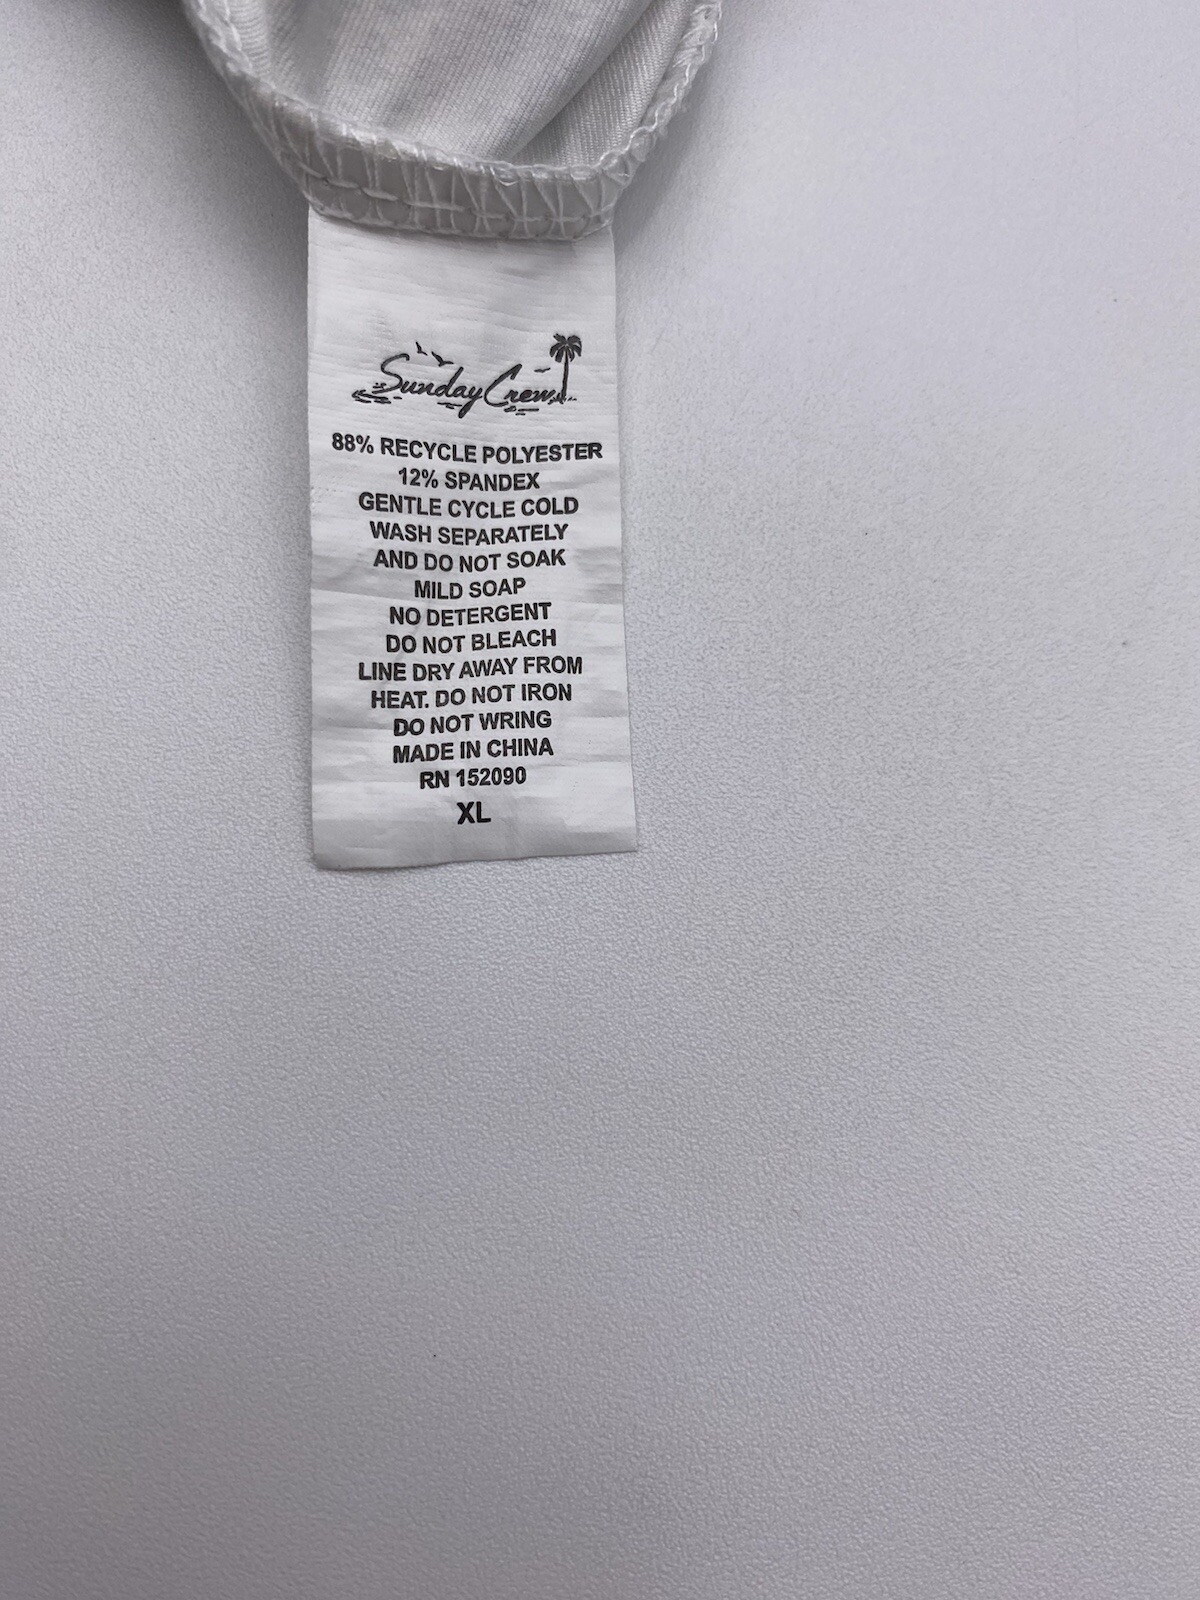 Sunday Crew
88% RECYCLE POLYESTER
12% SPANDEX
GENTLE CYCLE COLD
WASH SEPARATELY
AND DO NOT SOAK
MILD SOAP
NO DETERGENT
DO NOT BLEACH
LINE DRY AWAY FROM
HEAT. DO NOT IRON
DO NOT WRING
MADE IN CHINA
RN 152090
XL